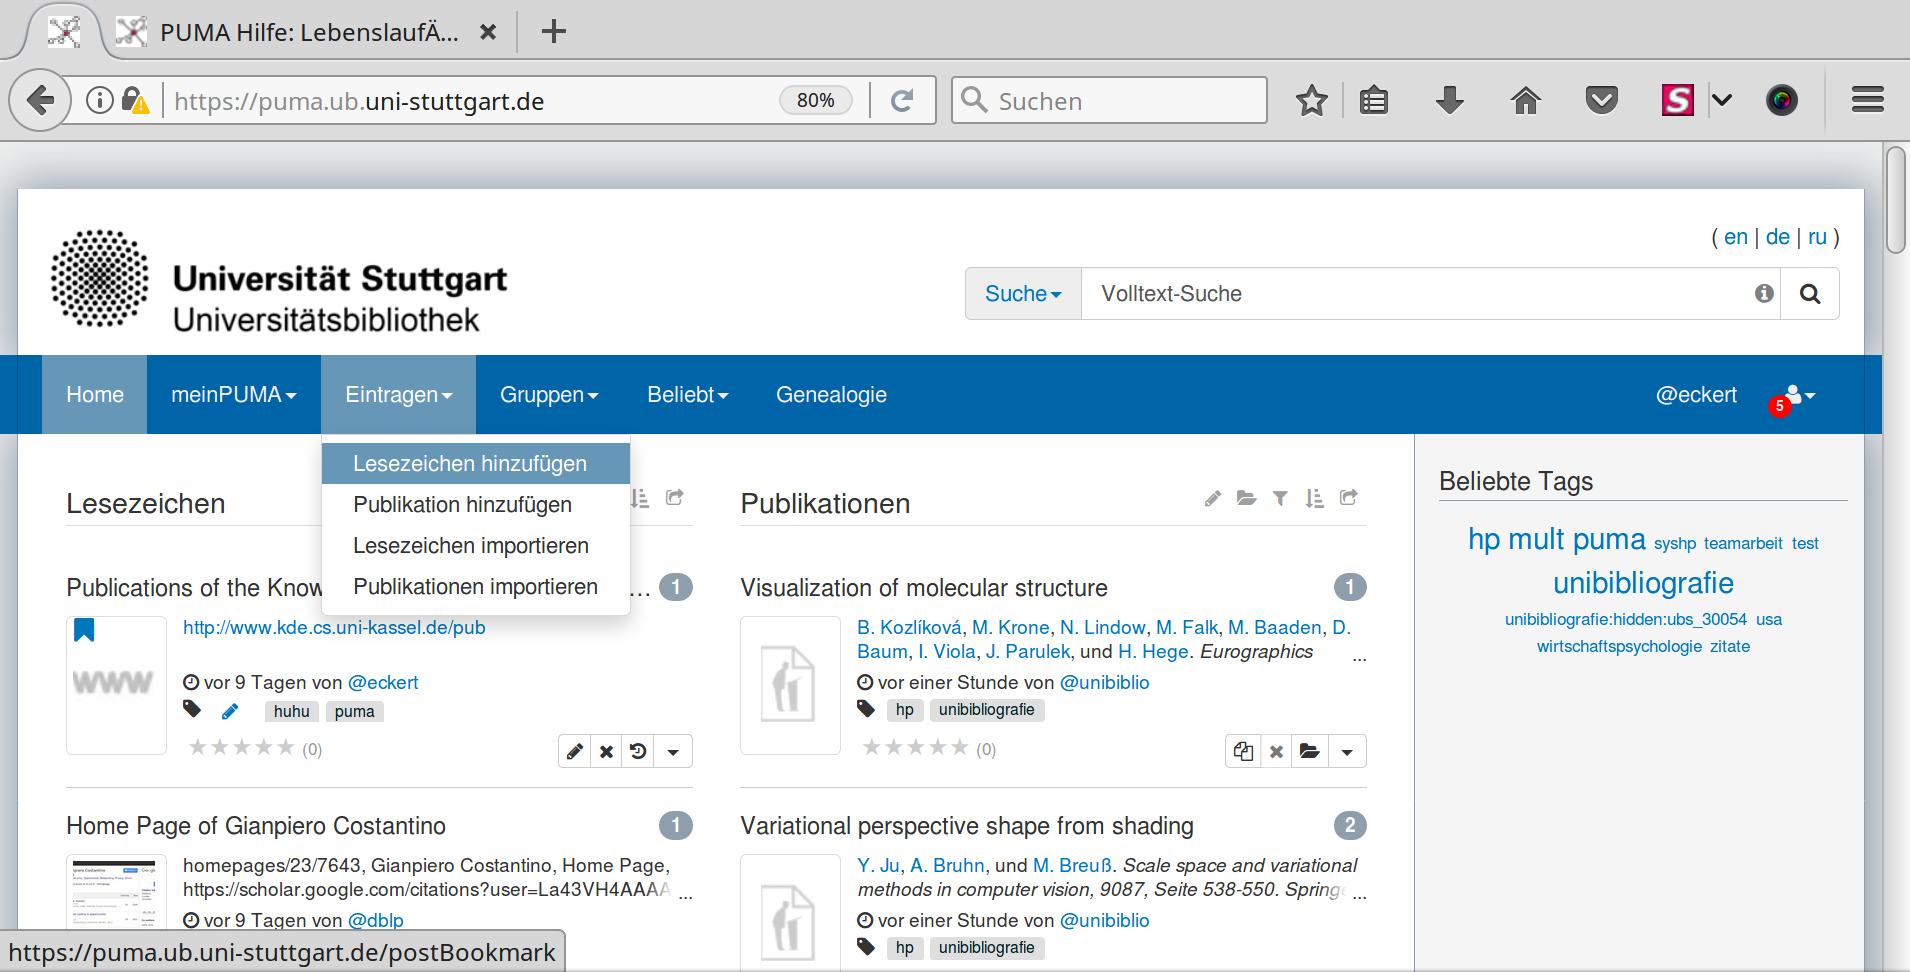 PUMA Hilfe: LebenslaufÄ...
https://puma.ub.uni-stuttgart.de
80%
Suchen
( en | de | ru )
Universität Stuttgart
Universitätsbibliothek
Suche
Volltext-Suche
Home
meinPUMA
Eintragen
Gruppen
Beliebt
Genealogie
@eckert
5
Lesezeichen hinzufügen
Publikation hinzufügen
Lesezeichen importieren
Publikationen importieren
Lesezeichen
Publications of the Know
...
1
http://www.kde.cs.uni-kassel.de/pub
www
vor 9 Tagen von @eckert
huhu puma
(0)
Home Page of Gianpiero Costantino
1
homepages/23/7643, Gianpiero Costantino, Home Page,
https://scholar.google.com/citations?user=La43VH4AAAA
...
vor 9 Tagen von @dblp
Publikationen
Visualization of molecular structure
1
B. Kozlíková, M. Krone, N. Lindow, M. Falk, M. Baaden, D.
Baum, I. Viola, J. Parulek, und H. Hege. Eurographics
...
vor einer Stunde von @unibiblio
hp unibibliografie
(0)
Variational perspective shape from shading
2
Y. Ju, A. Bruhn, und M. Breuß. Scale space and variational
methods in computer vision, 9087, Seite 538-550. Springe
...
vor einer Stunde von @unibiblio
hp unibibliografie
Beliebte Tags
hp mult puma syshp teamarbeit test
unibibliografie
unibibliografie:hidden:ubs_30054 usa
wirtschaftspsychologie zitate
https://puma.ub.uni-stuttgart.de/postBookmark